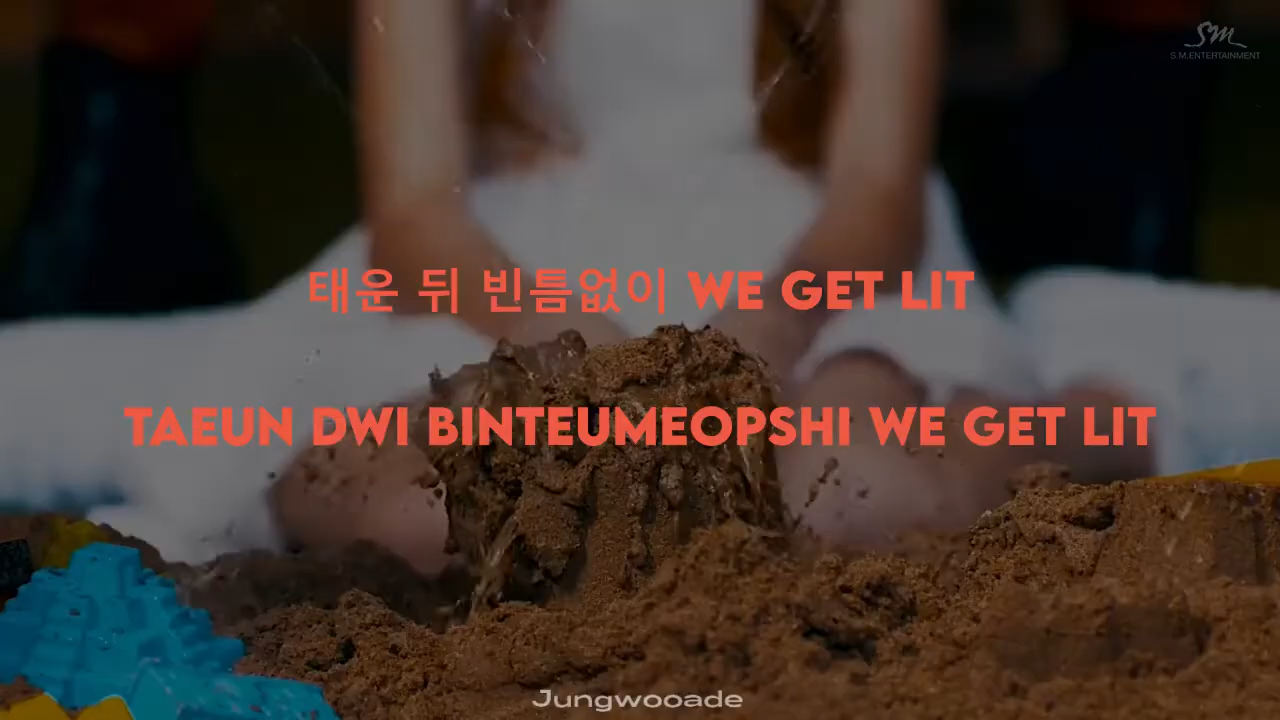 SM
S.M.ENTERTAINMENT
태운 뒤 빈틈없이 WE GET LIT
TAEUN DWI BINTEUMEOPSHI WE GET LIT
Jungwooade